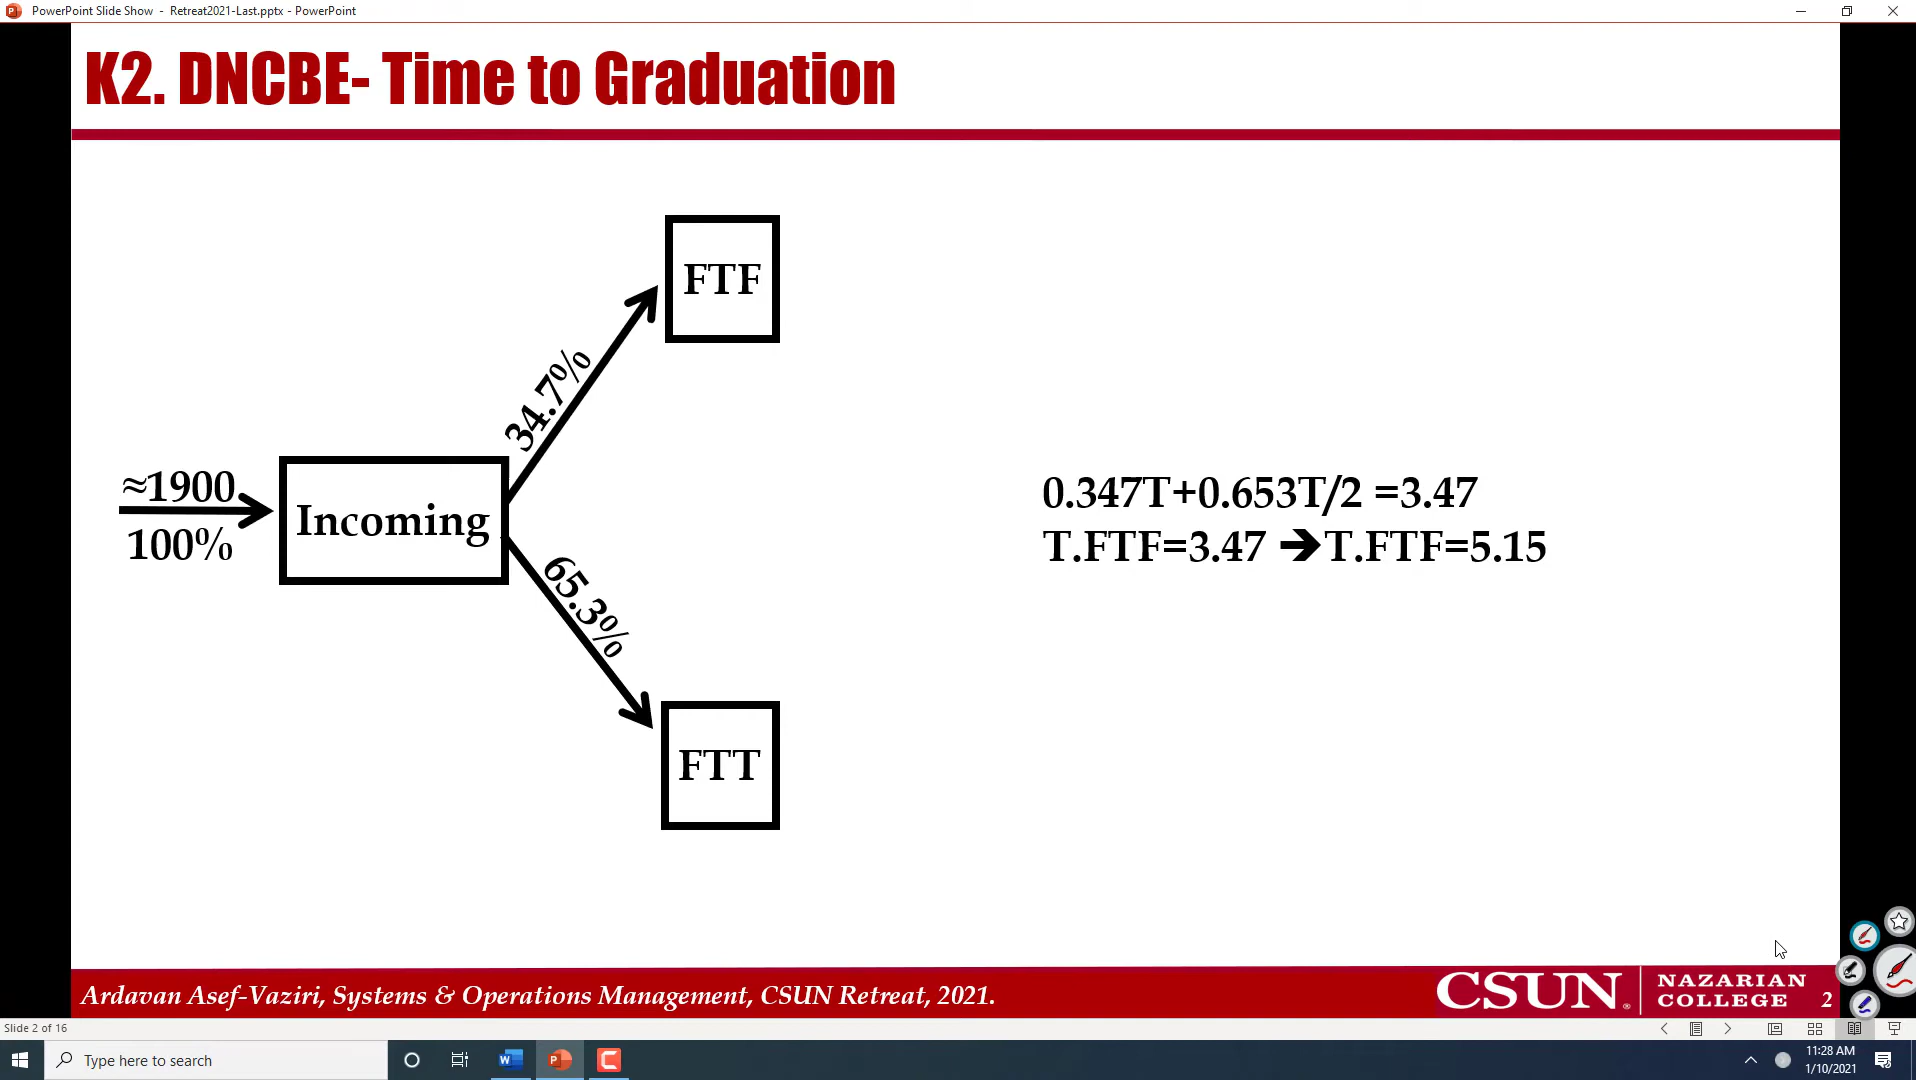 PowerPoint Slide Show - Retreat2021-Last.pptx - PowerPoint
K2. DNCBE- Time to Graduation
FTF
34.7%
≈1900
100%
Incoming
65.3%
FTT
0.347T+0.653T/2 =3.47
T.FTF=3.47 ➔T.FTF=5.15
Ardavan Asef-Vaziri, Systems & Operations Management, CSUN Retreat, 2021.
CSUN NAZARIAN COLLEGE 2
Slide 2 of 16
Type here to search
11:28 AM
1/10/2021